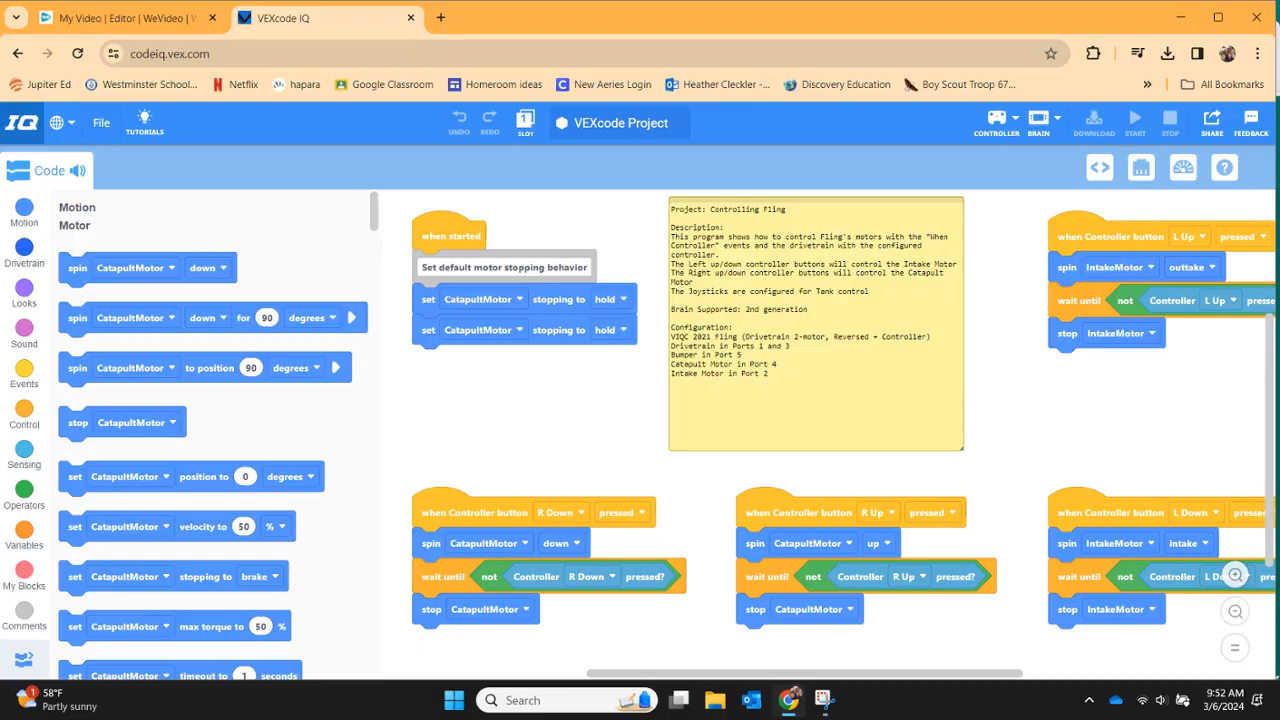 My Video | Editor | WeVideo |
VEXcode IQ
codeiq.vex.com
Jupiter Ed
Westminster School...
Netflix
hapara
Google Classroom
Homeroom ideas
New Aeries Login
Heather Cleckler -...
Discovery Education
Boy Scout Troop 67...
»
All Bookmarks
IQ
File
TUTORIALS
UNDO
REDO
1
SLOT
VEXcode Project
CONTROLLER
BRAIN
DOWNLOAD
START
STOP
SHARE
FEEDBACK
Code
Motion
Drivetrain
Looks
Sound
Events
Control
Sensing
Operators
Variables
My Blocks
Comments
Motion
Motor
spin CatapultMotor down
spin CatapultMotor down for 90 degrees
spin CatapultMotor to position 90 degrees
stop CatapultMotor
set CatapultMotor position to 0 degrees
set CatapultMotor velocity to 50 %
set CatapultMotor stopping to brake
set CatapultMotor max torque to 50 %
set CatapultMotor timeout to 1 seconds
when started
Set default motor stopping behavior
set CatapultMotor stopping to hold
set CatapultMotor stopping to hold
Project: Controlling Fling
Description:
This program shows how to control Fling's motors with the "When
Controller" events and the drivetrain with the configured
controller.
The Left up/down controller buttons will control the Intake Motor
The Right up/down controller buttons will control the Catapult
Motor
The Joysticks are configured for Tank control
Brain Supported: 2nd generation
Configuration:
VIQC 2021 Fling (Drivetrain 2-motor, Reversed + Controller)
Drivetrain in Ports 1 and 3
Bumper in Port 5
Catapult Motor in Port 4
Intake Motor in Port 2
when Controller button L Up pressed
spin IntakeMotor outtake
wait until not Controller L Up presse
stop IntakeMotor
when Controller button R Down pressed
spin CatapultMotor down
wait until not Controller R Down pressed?
stop CatapultMotor
when Controller button R Up pressed
spin CatapultMotor up
wait until not Controller R Up pressed?
stop CatapultMotor
when Controller button L Down presse
spin IntakeMotor intake
wait until not Controller L Do pre
stop IntakeMotor
1
58°F
Partly sunny
Search
9:52 AM
3/6/2024